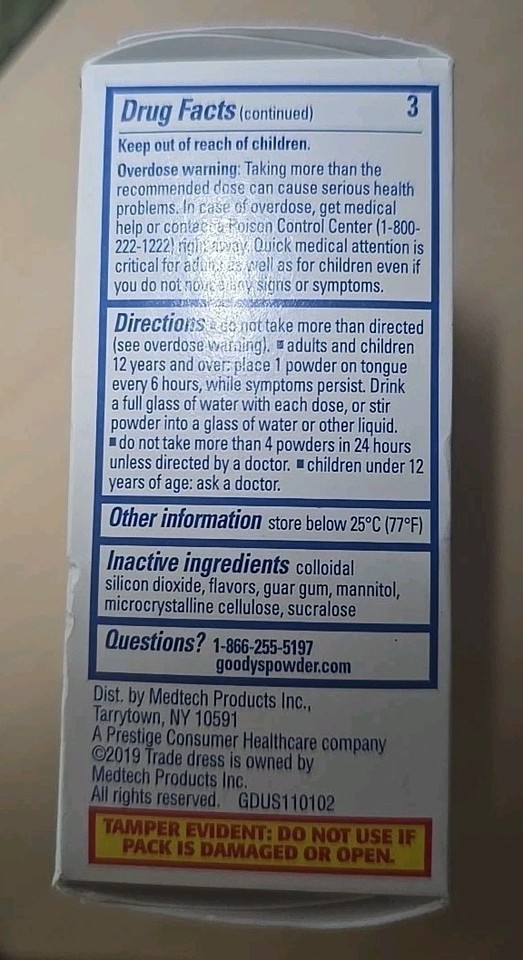 Drug Facts (continued) 3
Keep out of reach of children.
Overdose warning: Taking more than the
recommended dose can cause serious health
problems. In case of overdose, get medical
help or contact a Poison Control Center (1-800-
222-1222) right away. Quick medical attention is
critical for adults as well as for children even if
you do not notice any signs or symptoms.
Directions ■ do not take more than directed
(see overdose warning). ■ adults and children
12 years and over: place 1 powder on tongue
every 6 hours, while symptoms persist. Drink
a full glass of water with each dose, or stir
powder into a glass of water or other liquid.
■ do not take more than 4 powders in 24 hours
unless directed by a doctor. ■ children under 12
years of age: ask a doctor.
Other information store below 25°C (77°F)
Inactive ingredients colloidal
silicon dioxide, flavors, guar gum, mannitol,
microcrystalline cellulose, sucralose
Questions? 1-866-255-5197
goodyspowder.com
Dist. by Medtech Products Inc.,
Tarrytown, NY 10591
A Prestige Consumer Healthcare company
©2019 Trade dress is owned by
Medtech Products Inc.
All rights reserved. GDUS110102
TAMPER EVIDENT: DO NOT USE IF
PACK IS DAMAGED OR OPEN.